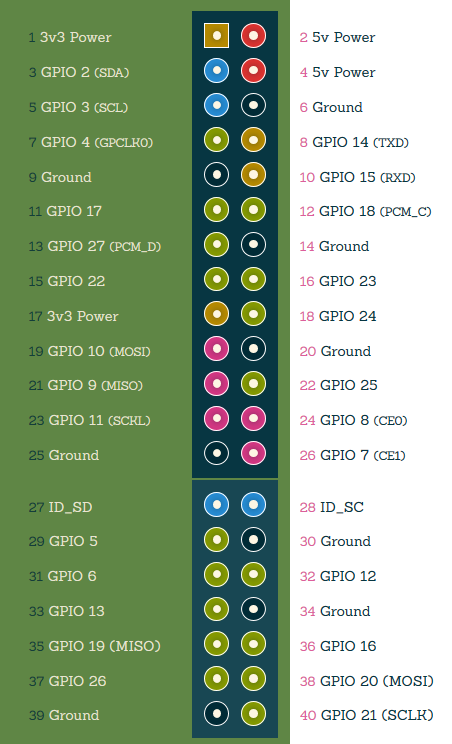 1 3v3 Power 2 5v Power
3 GPIO 2 (SDA) 4 5v Power
5 GPIO 3 (SCL) 6 Ground
7 GPIO 4 (GPCLK0) 8 GPIO 14 (TXD)
9 Ground 10 GPIO 15 (RXD)
11 GPIO 17 12 GPIO 18 (PCM_C)
13 GPIO 27 (PCM_D) 14 Ground
15 GPIO 22 16 GPIO 23
17 3v3 Power 18 GPIO 24
19 GPIO 10 (MOSI) 20 Ground
21 GPIO 9 (MISO) 22 GPIO 25
23 GPIO 11 (SCKL) 24 GPIO 8 (CE0)
25 Ground 26 GPIO 7 (CE1)
27 ID_SD 28 ID_SC
29 GPIO 5 30 Ground
31 GPIO 6 32 GPIO 12
33 GPIO 13 34 Ground
35 GPIO 19 (MISO) 36 GPIO 16
37 GPIO 26 38 GPIO 20 (MOSI)
39 Ground 40 GPIO 21 (SCLK)